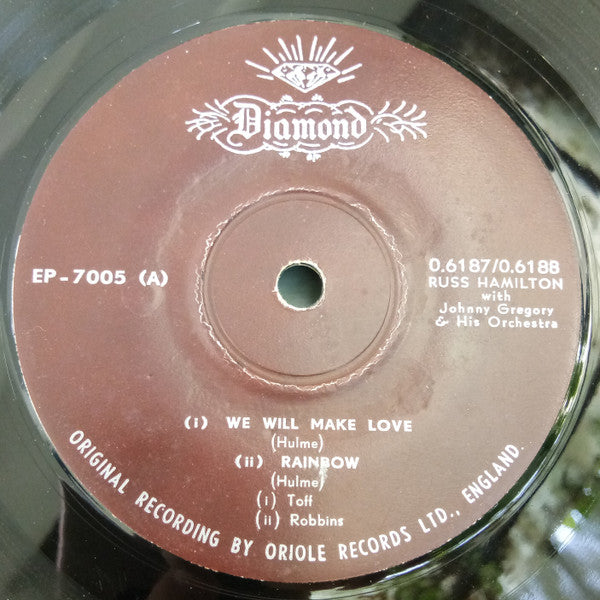 Diamond
EP-7005 (A)
0.6187/0.6188
RUSS HAMILTON
with
Johnny Gregory
& His Orchestra
(i) WE WILL MAKE LOVE
(Hulme)
(ii) RAINBOW
(Hulme)
(i) Toff
(ii) Robbins
ORIGINAL RECORDING BY ORIOLE RECORDS LTD., ENGLAND.